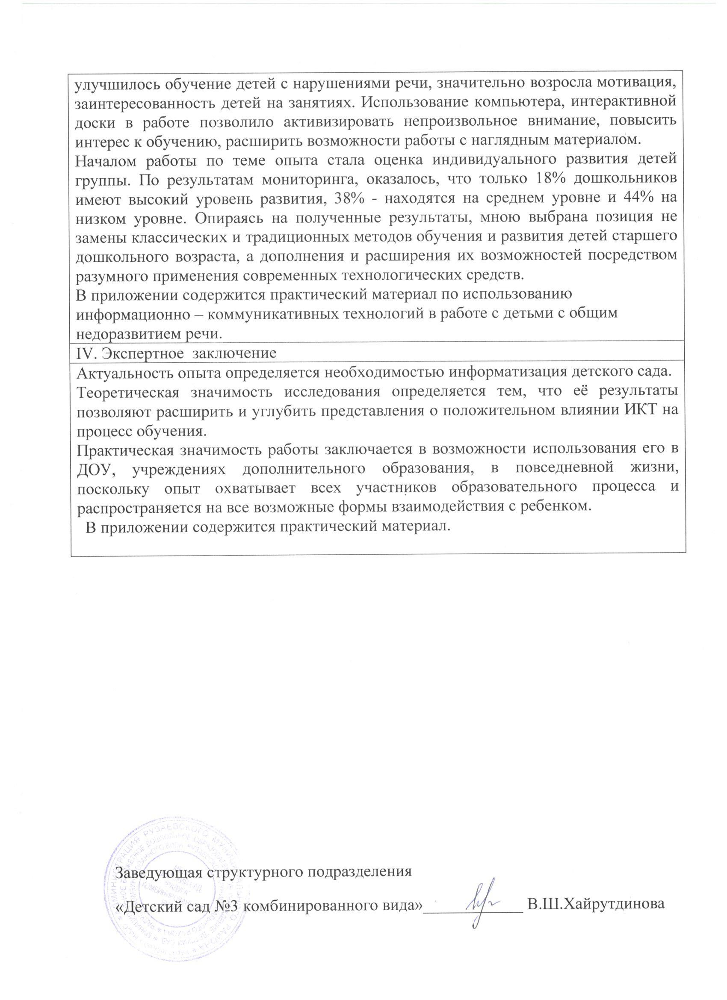 улучшилось обучение детей с нарушениями речи, значительно возросла мотивация,
заинтересованность детей на занятиях. Использование компьютера, интерактивной
доски в работе позволило активизировать непроизвольное внимание, повысить
интерес к обучению, расширить возможности работы с наглядным материалом.
Началом работы по теме опыта стала оценка индивидуального развития детей
группы. По результатам мониторинга, оказалось, что только 18% дошкольников
имеют высокий уровень развития, 38% - находятся на среднем уровне и 44% на
низком уровне. Опираясь на полученные результаты, мною выбрана позиция не
замены классических и традиционных методов обучения и развития детей старшего
дошкольного возраста, а дополнения и расширения их возможностей посредством
разумного применения современных технологических средств.
В приложении содержится практический материал по использованию
информационно – коммуникативных технологий в работе с детьми с общим
недоразвитием речи.
IV. Экспертное заключение
Актуальность опыта определяется необходимостью информатизация детского сада.
Теоретическая значимость исследования определяется тем, что её результаты
позволяют расширить и углубить представления о положительном влиянии ИКТ на
процесс обучения.
Практическая значимость работы заключается в возможности использования его в
ДОУ, учреждениях дополнительного образования, в повседневной жизни,
поскольку опыт охватывает всех участников образовательного процесса и
распространяется на все возможные формы взаимодействия с ребенком.
В приложении содержится практический материал.
АДМИНИСТРАЦИЯ РУЗАЕВСКОГО МУНИЦИПАЛЬНОГО РАЙОНА
Заведующая структурного подразделения
«Детский сад №3 комбинированного вида»____________ В.Ш.Хайрутдинова